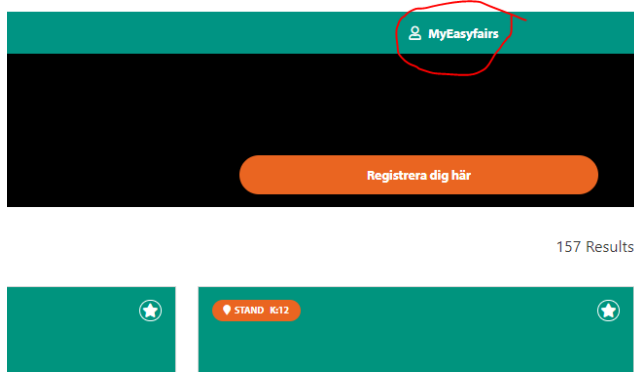 MyEasyfairs
Registrera dig här
157 Results
STAND K:12